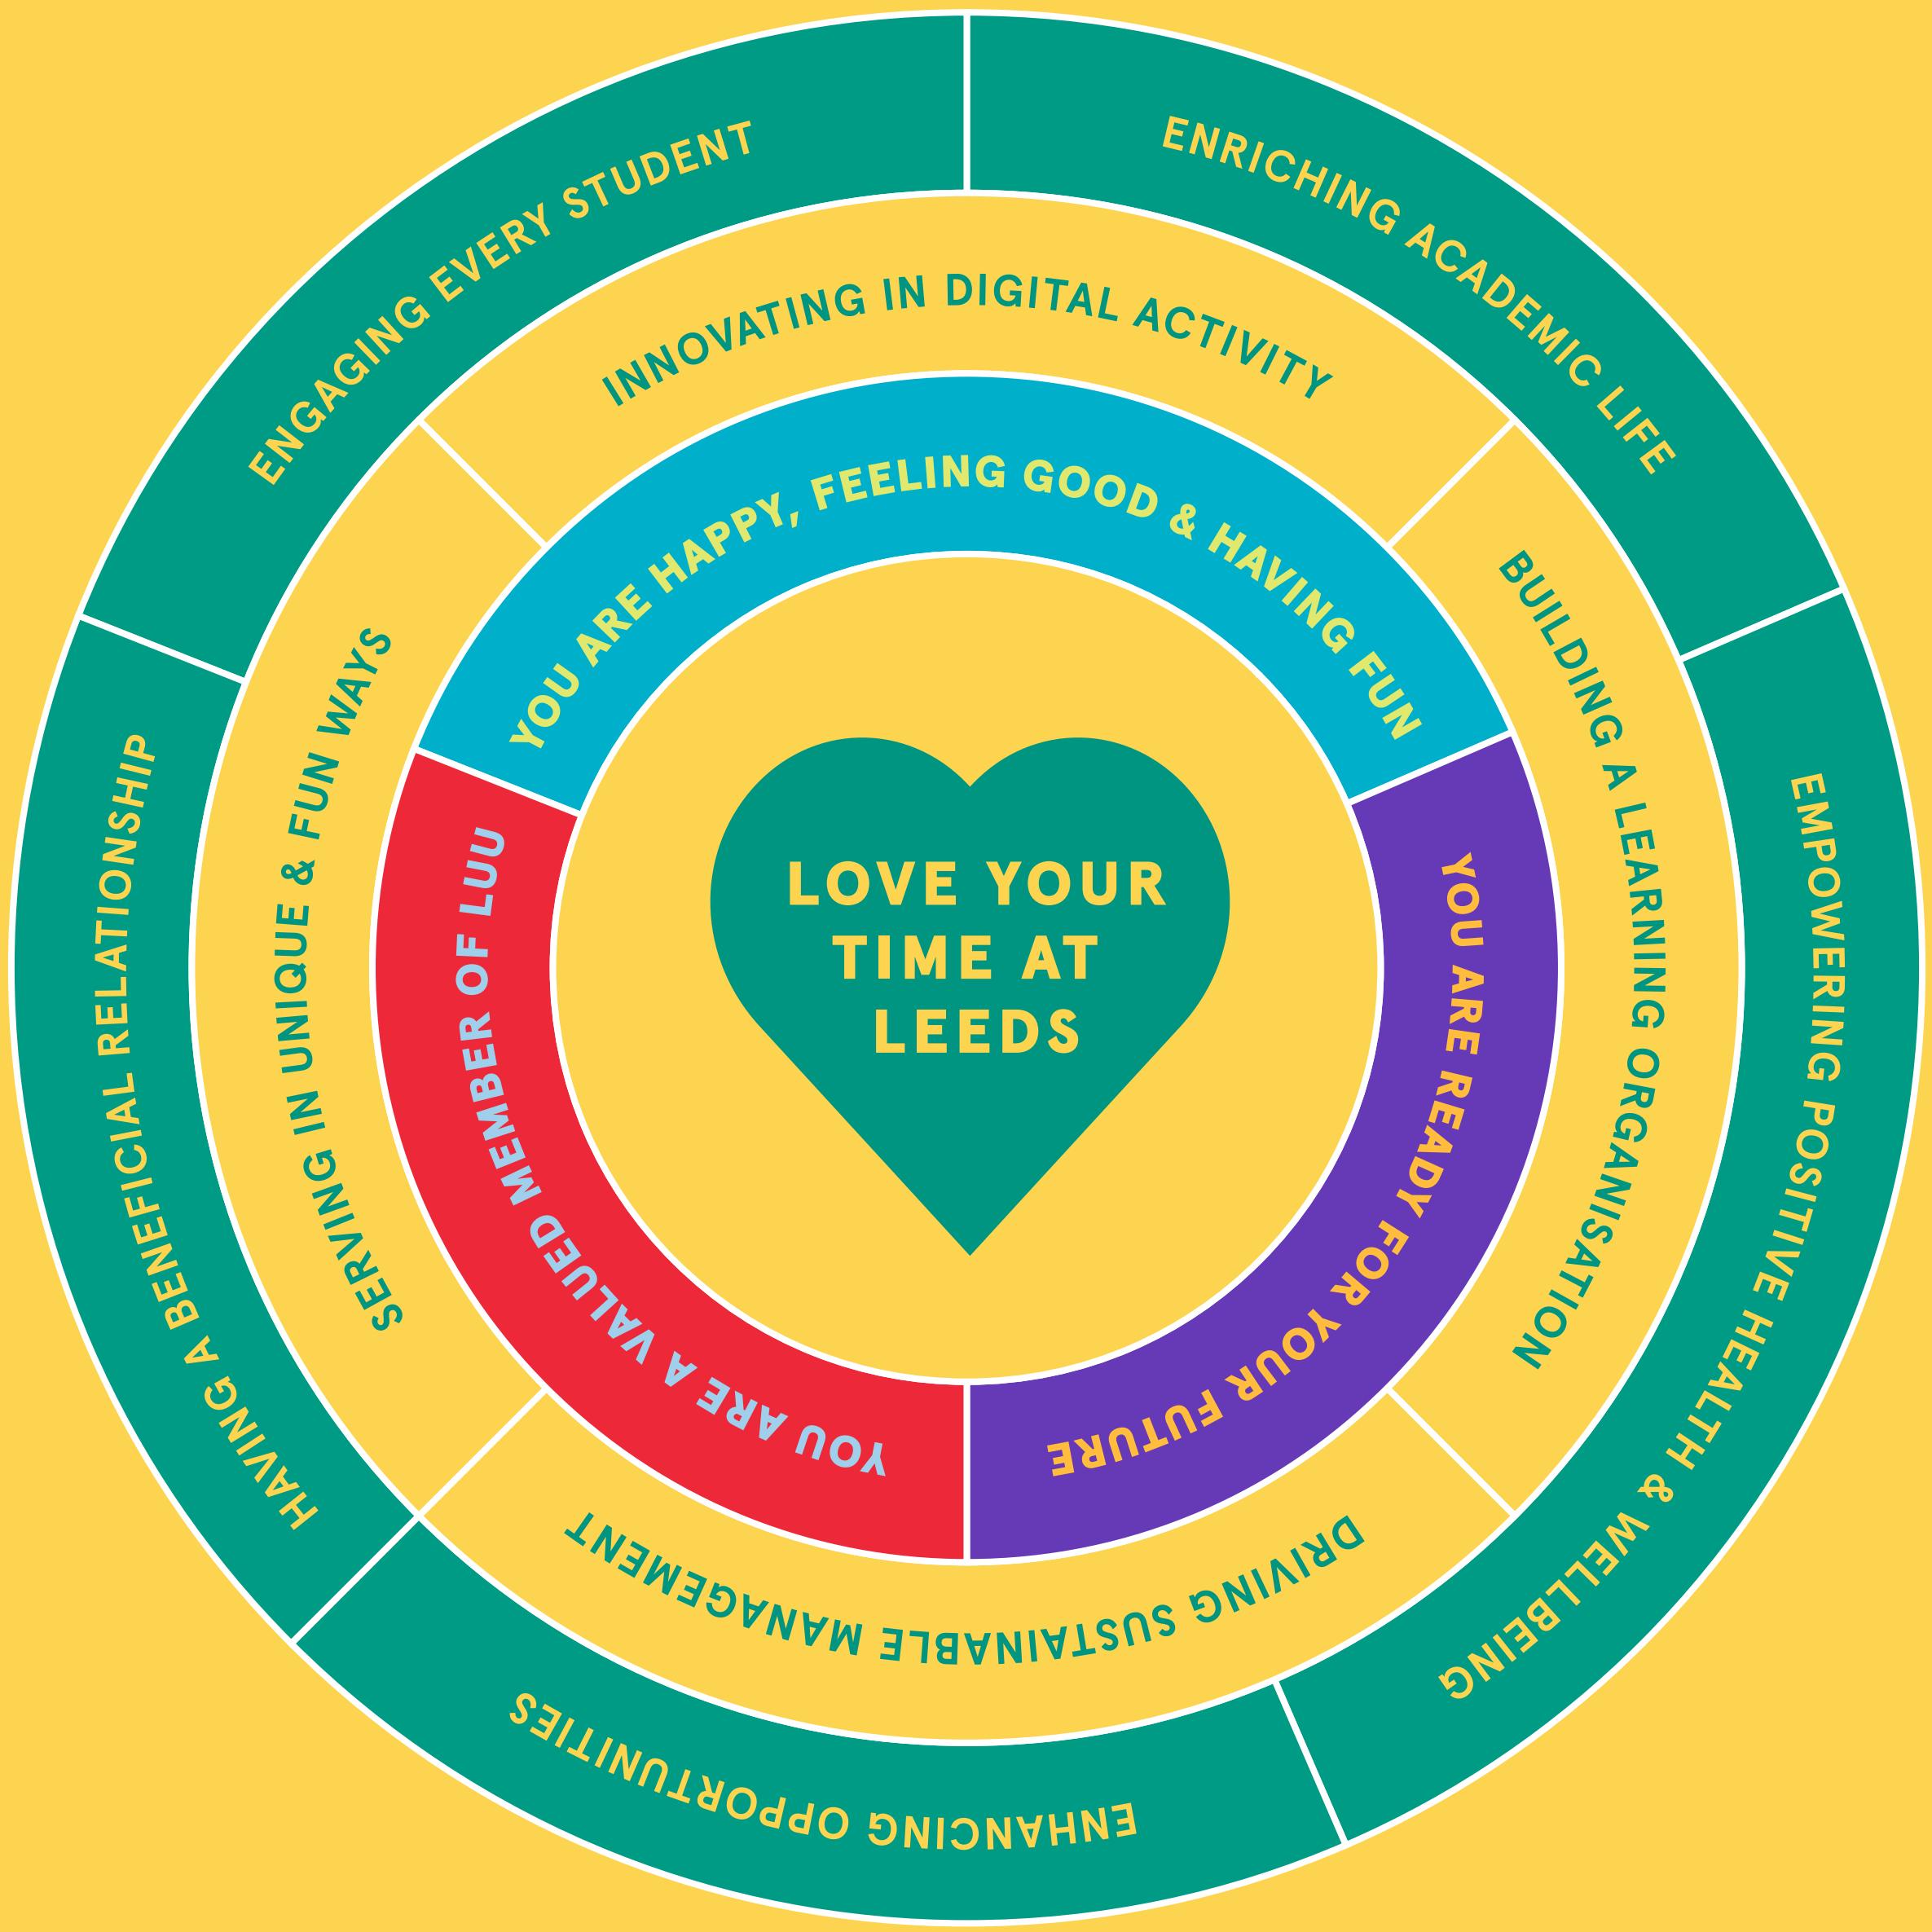 ENGAGING EVERY STUDENT
ENRICHING ACADEMIC LIFE
EMPOWERING POSITIVE HEALTH & WELLBEING
ENHANCING OPPORTUNITIES
HAVING A BENEFICIAL RELATIONSHIP
INNOVATING IN DIGITAL ACTIVITY
BUILDING A LEARNING ORGANISATION
DRIVING SUSTAINABLE MANAGEMENT
SERVING IN UNIQUE & FUN WAYS
YOU ARE HAPPY, FEELING GOOD & HAVING FUN
YOU ARE READY FOR YOUR FUTURE
YOU ARE A VALUED MEMBER OF LUU
LOVE YOUR
TIME AT
LEEDS